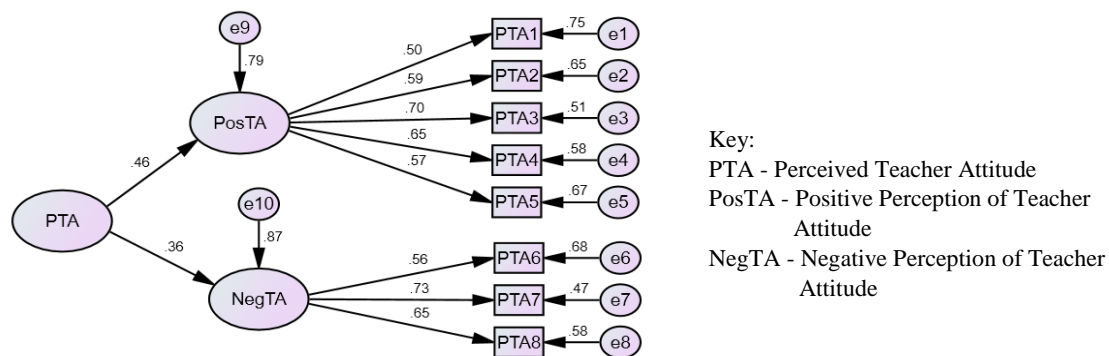 e9
.79
PosTA
.46
PTA
.36
e10
.87
NegTA
.50
.59
.70
.65
.57
.56
.73
.65
PTA1 .75 e1
PTA2 .65 e2
PTA3 .51 e3
PTA4 .58 e4
PTA5 .67 e5
PTA6 .68 e6
PTA7 .47 e7
PTA8 .58 e8
Key:
PTA - Perceived Teacher Attitude
PosTA - Positive Perception of Teacher
Attitude
NegTA - Negative Perception of Teacher
Attitude